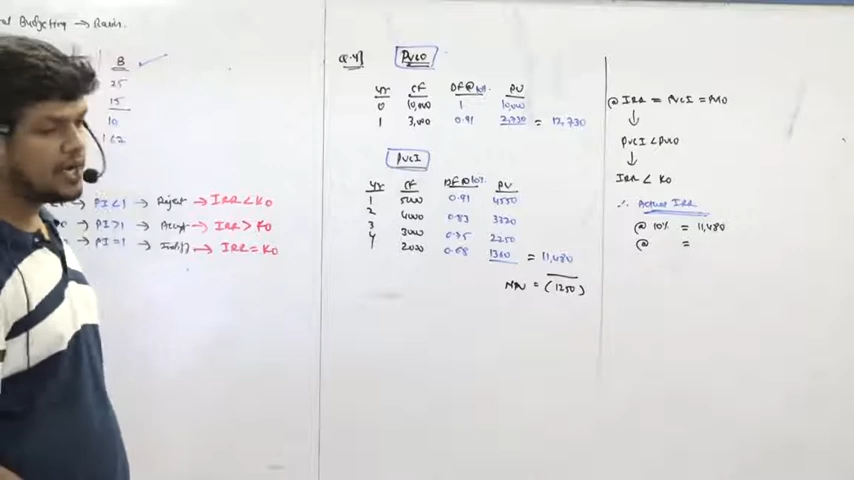 al Budgeting → Ration.
B
25
15
10
1 < 2
→ PI<1 → Reject → IRR < Ko
→ PI>1 → Accept → IRR > Ko
→ PI=1 → Indiff → IRR = Ko
Q.4]
PVCO
Yr CF DF@10% PV
0 10,000 1 10,000
1 3,000 0.91 2,730 = 12,730
PVCI
Yr CF DF@10% PV
1 5000 0.91 4550
2 4000 0.83 3320
3 3000 0.75 2250
4 2000 0.68 1360 = 11,480
NPV = (1250)
@ IRR = PVCI = PVCO
↓
PVCI < PVCO
↓
IRR < Ko
∴ Actual IRR
@ 10% = 11,480
@ =